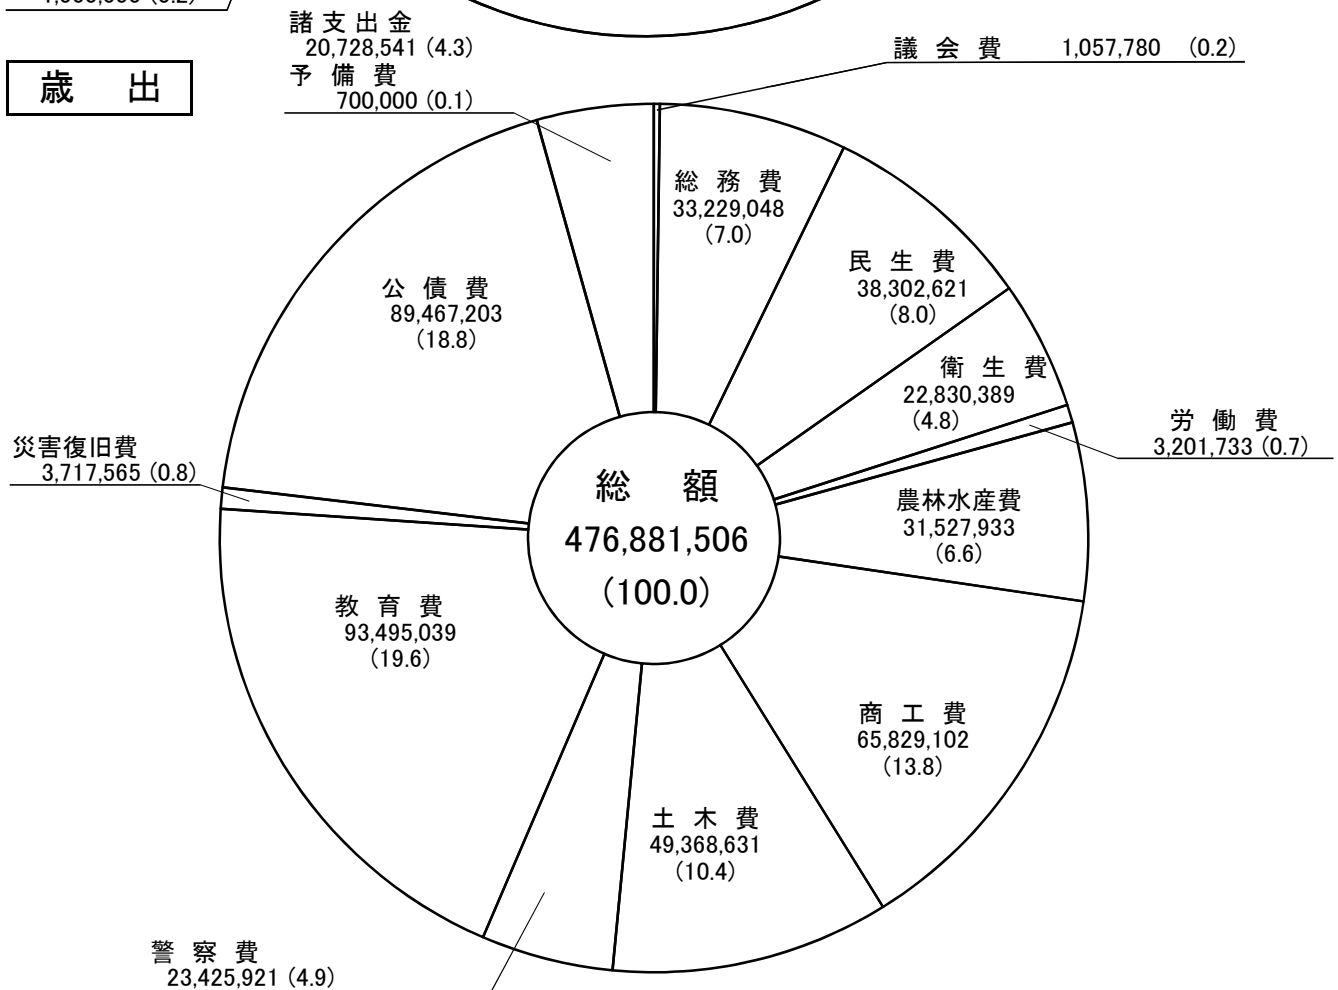 歳出
諸支出金
20,728,541 (4.3)
予備費
700,000 (0.1)
議会費 1,057,780 (0.2)
総務費
33,229,048
(7.0)
民生費
38,302,621
(8.0)
衛生費
22,830,389
(4.8)
労働費
3,201,733 (0.7)
農林水産費
31,527,933
(6.6)
商工費
65,829,102
(13.8)
土木費
49,368,631
(10.4)
警察費
23,425,921 (4.9)
教育費
93,495,039
(19.6)
災害復旧費
3,717,565 (0.8)
公債費
89,467,203
(18.8)
総額
476,881,506
(100.0)